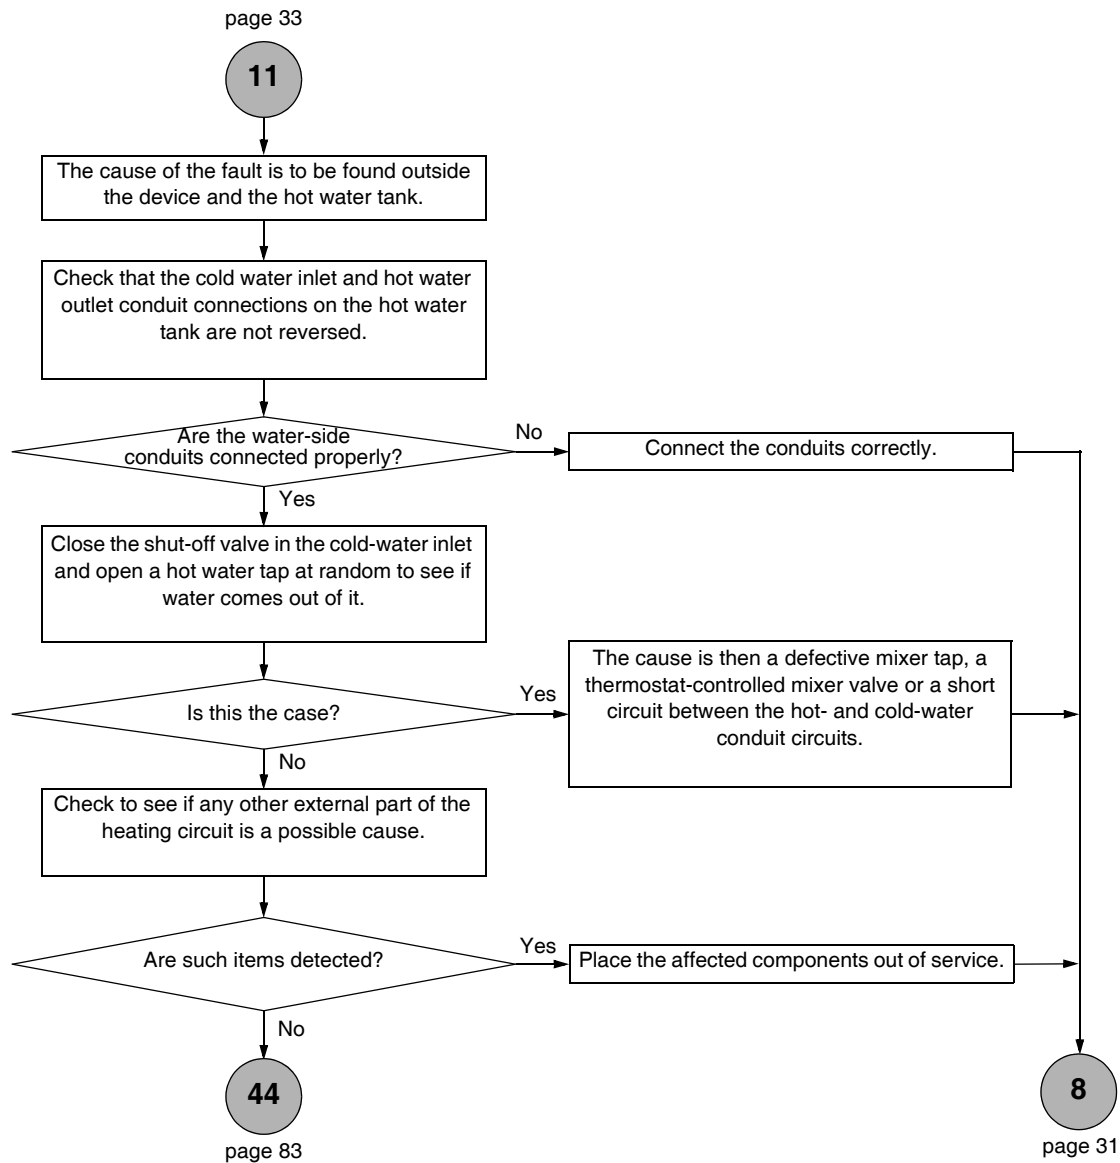 page 33
11
The cause of the fault is to be found outside
the device and the hot water tank.
Check that the cold water inlet and hot water
outlet conduit connections on the hot water
tank are not reversed.
Are the water-side
conduits connected properly?
No
Connect the conduits correctly.
Yes
Close the shut-off valve in the cold-water inlet
and open a hot water tap at random to see if
water comes out of it.
Is this the case?
Yes
The cause is then a defective mixer tap, a
thermostat-controlled mixer valve or a short
circuit between the hot- and cold-water
conduit circuits.
No
Check to see if any other external part of the
heating circuit is a possible cause.
Are such items detected?
Yes
Place the affected components out of service.
No
44
page 83
8
page 31